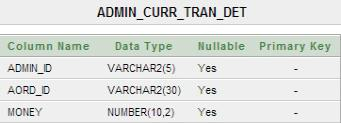 ADMIN_CURR_TRAN_DET
Column Name Data Type Nullable Primary Key
ADMIN_ID VARCHAR2(5) Yes -
AORD_ID VARCHAR2(30) Yes -
MONEY NUMBER(10,2) Yes -